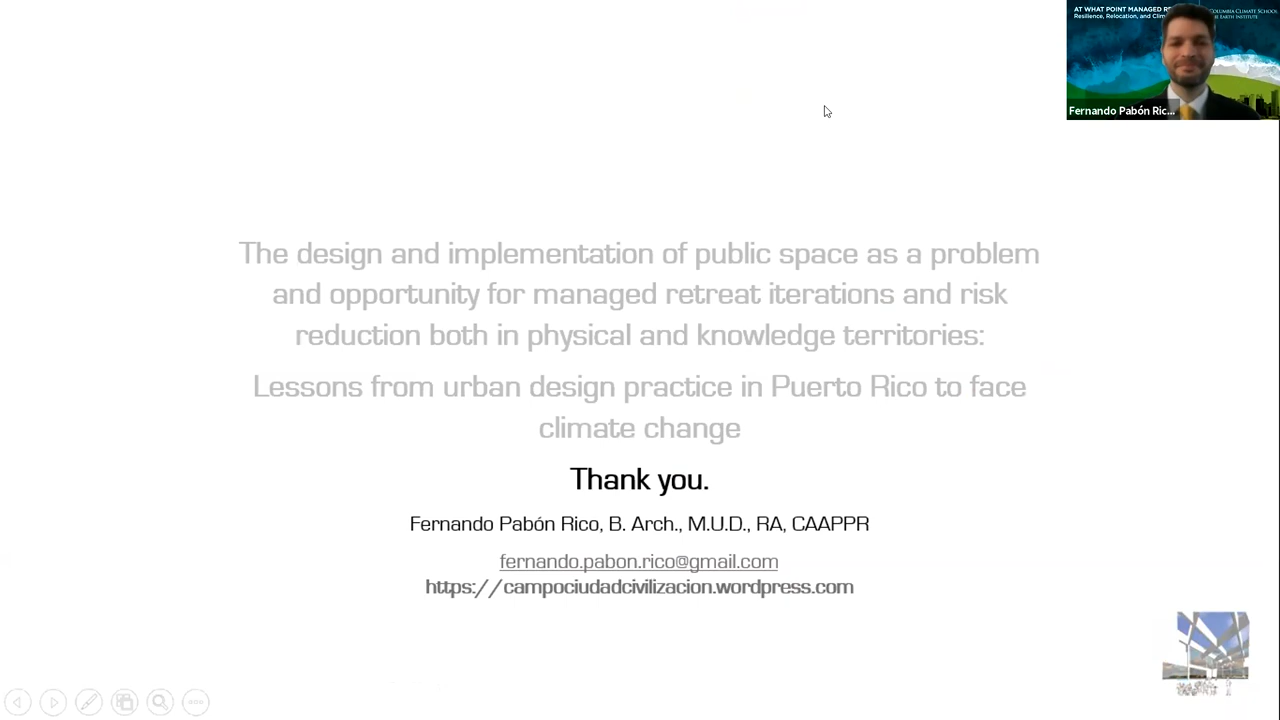 AT WHAT POINT MANAGED
Resilience, Relocation, and
COLUMBIA CLIMATE SCHOOL
EARTH INSTITUTE
Fernando Pabón Ric...
The design and implementation of public space as a problem
and opportunity for managed retreat iterations and risk
reduction both in physical and knowledge territories:
Lessons from urban design practice in Puerto Rico to face
climate change
Thank you.
Fernando Pabón Rico, B. Arch., M.U.D., RA, CAAPPR
fernando.pabon.rico@gmail.com
https://campociudadcivilizacion.wordpress.com